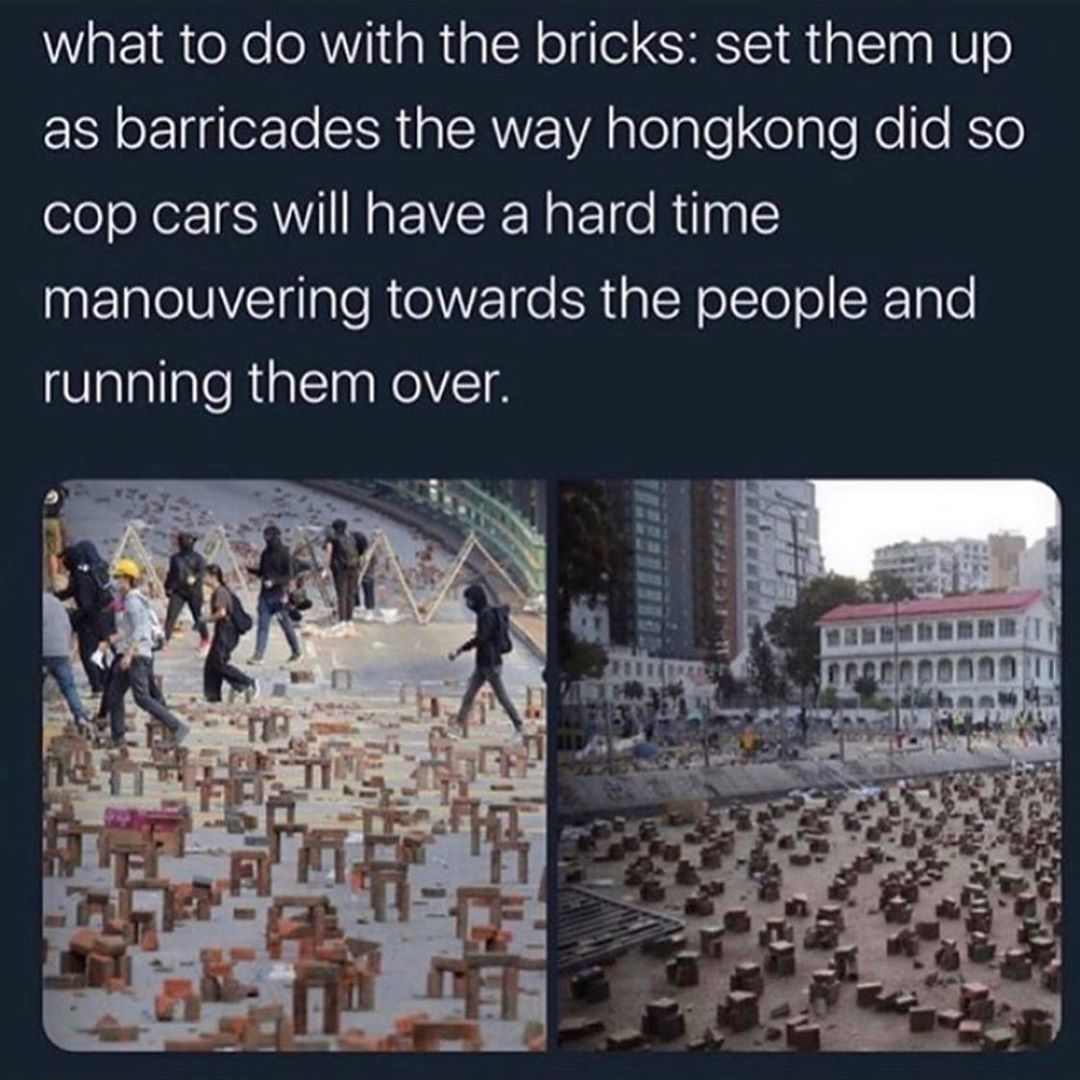 what to do with the bricks: set them up
as barricades the way hongkong did so
cop cars will have a hard time
manouvering towards the people and
running them over.